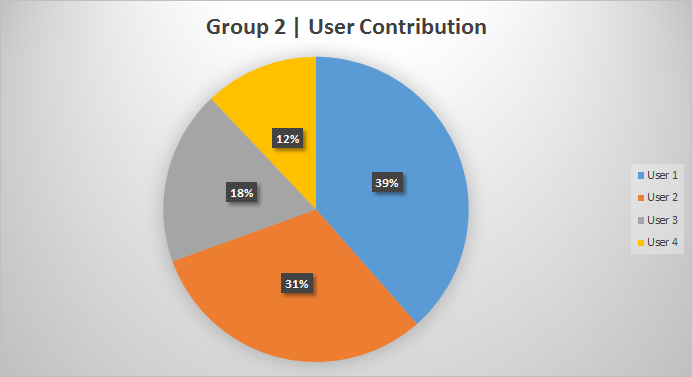 Group 2 | User Contribution
12%
39%
18%
31%
User 1
User 2
User 3
User 4